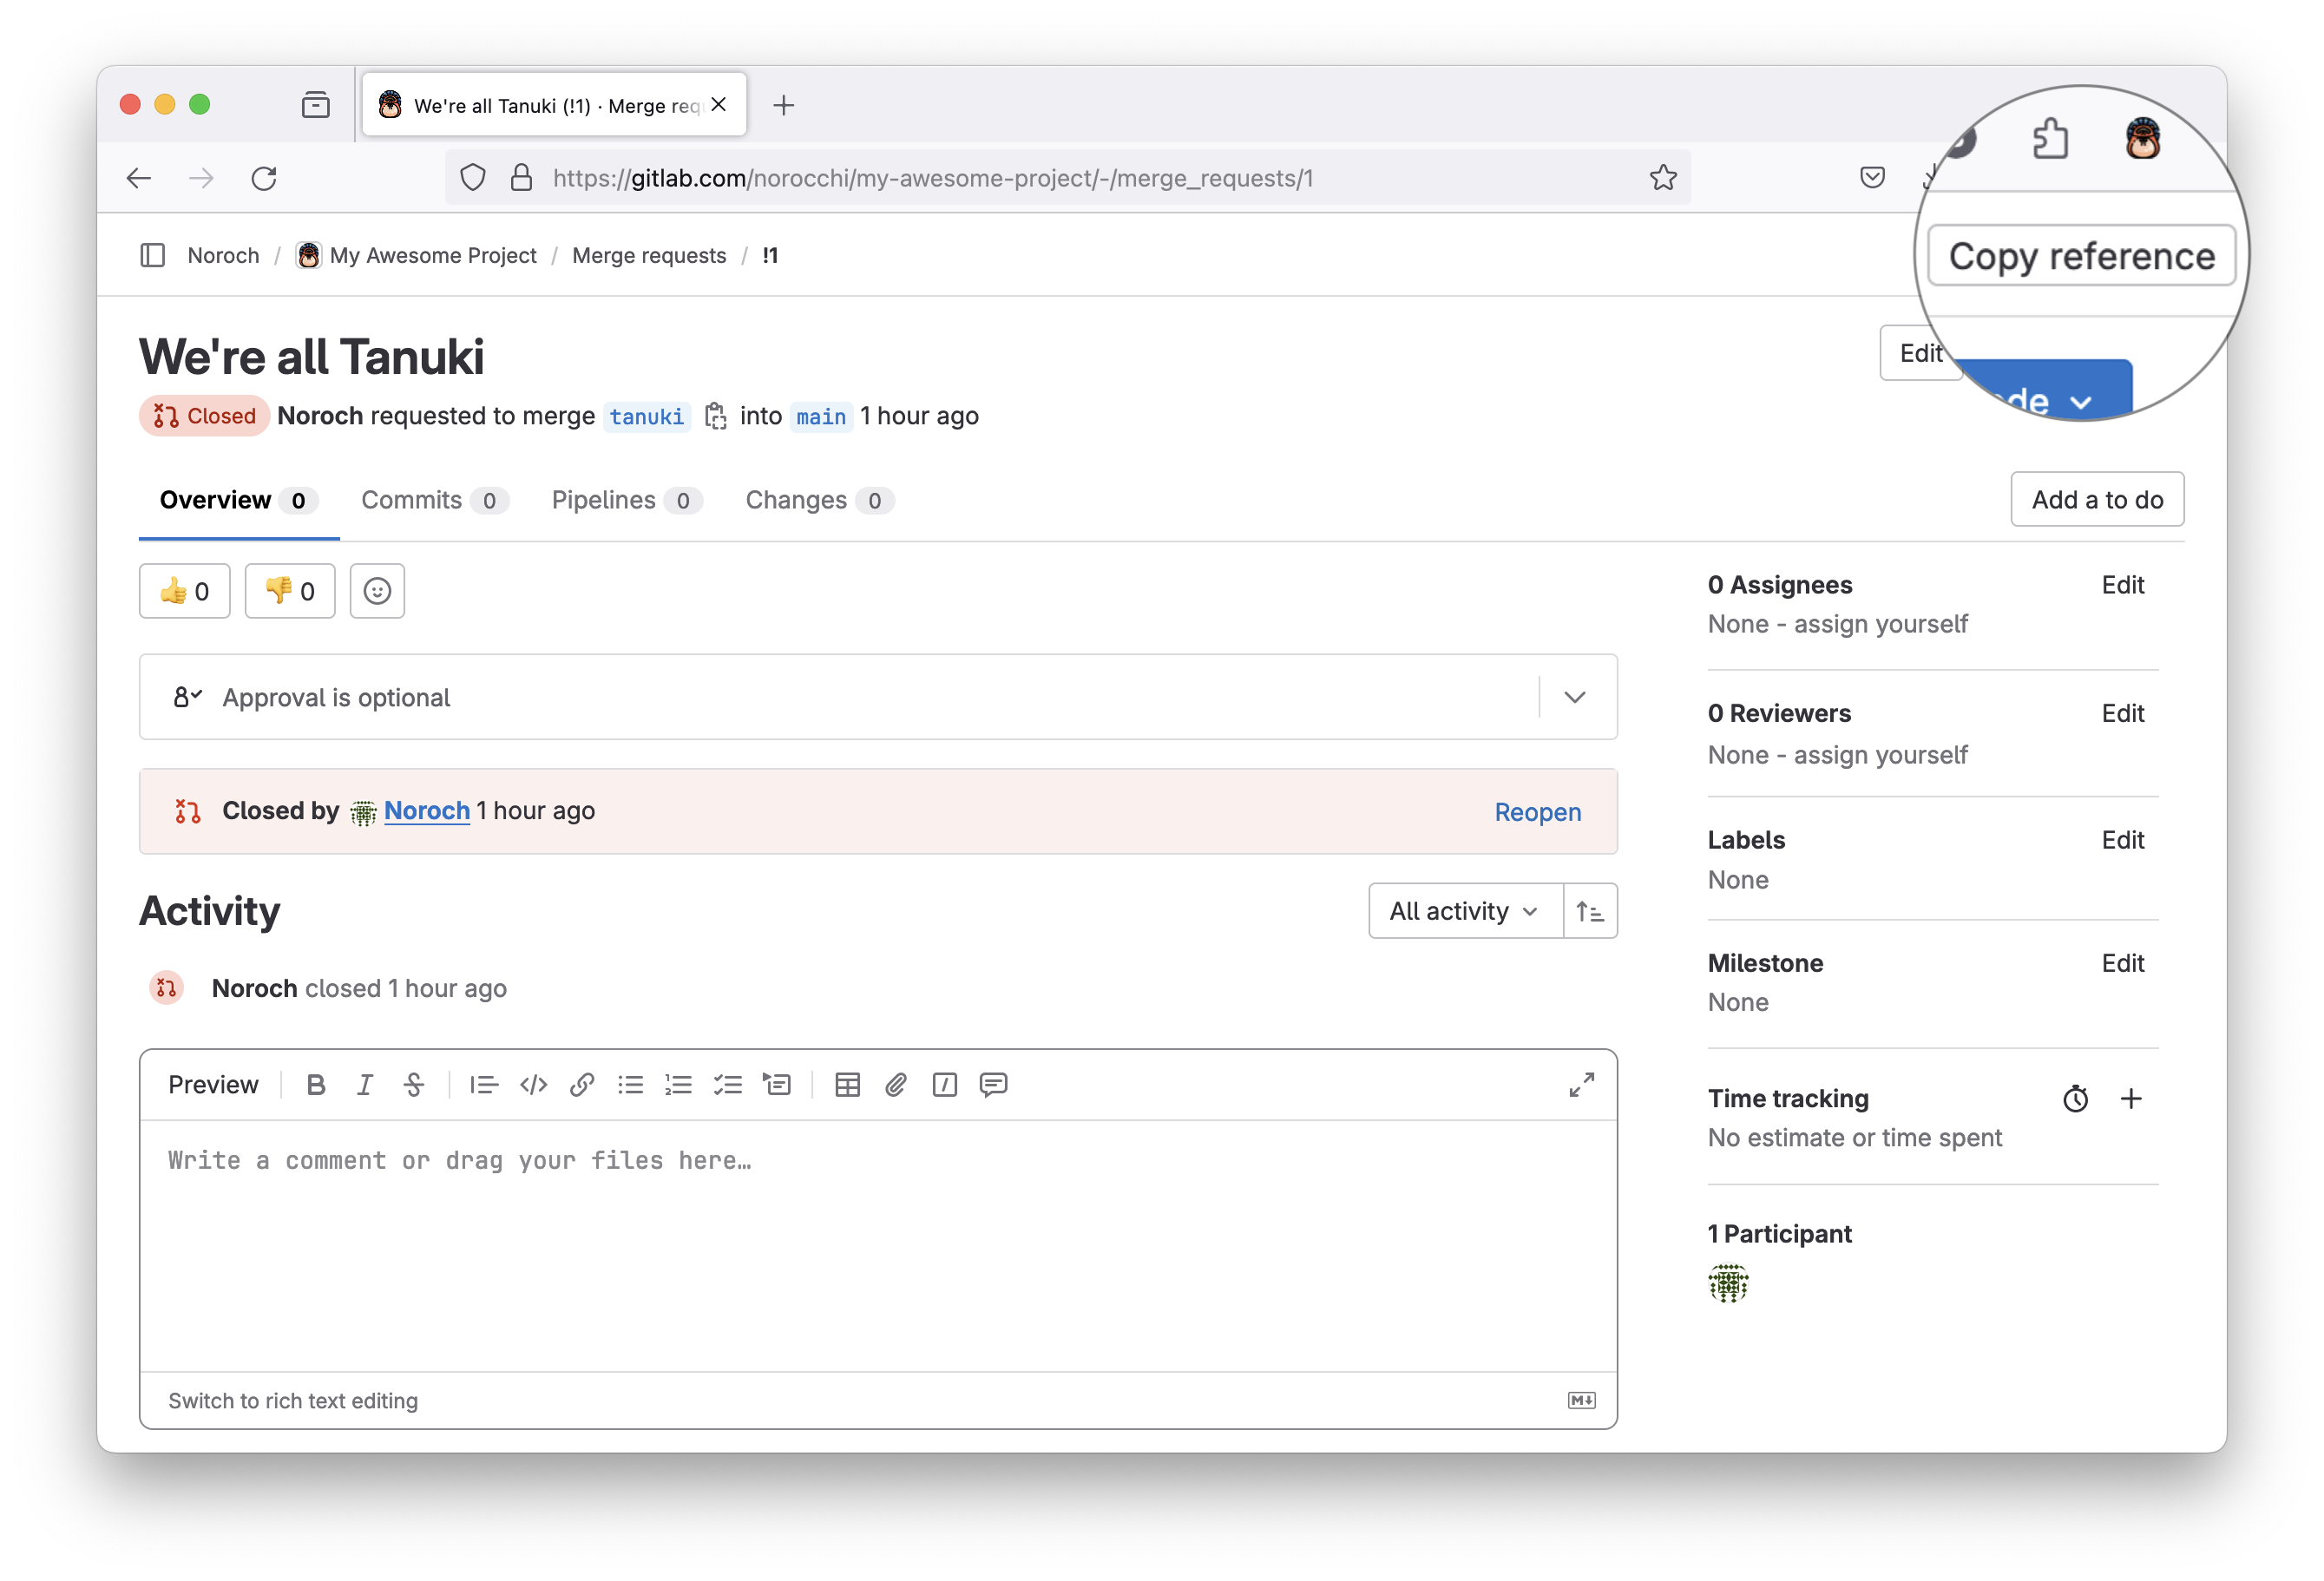 We're all Tanuki (!1) · Merge req
https://gitlab.com/norocchi/my-awesome-project/-/merge_requests/1
Noroch / My Awesome Project / Merge requests / !1
Copy reference
We're all Tanuki
Edit
Closed Noroch requested to merge tanuki into main 1 hour ago
Overview 0 Commits 0 Pipelines 0 Changes 0
Add a to do
👍 0 👎 0
0 Assignees Edit
None - assign yourself
Approval is optional
0 Reviewers Edit
None - assign yourself
Closed by Noroch 1 hour ago Reopen
Labels Edit
None
Activity
All activity
Milestone Edit
None
Noroch closed 1 hour ago
Preview
Time tracking
No estimate or time spent
Write a comment or drag your files here…
1 Participant
Switch to rich text editing